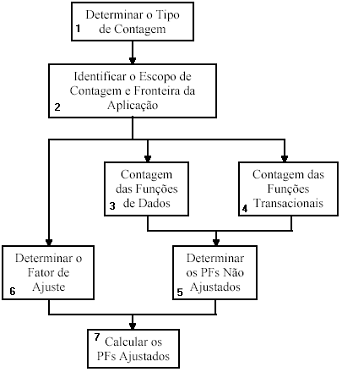 Determinar o Tipo
1 de Contagem
Identificar o Escopo de
Contagem e Fronteira da
Aplicação
2
Contagem
das Funções
3 de Dados
Contagem das
Funções
4 Transacionais
Determinar o
Fator de
6 Ajuste
Determinar
os PFs Não
5 Ajustados
7 Calcular os
PFs Ajustados